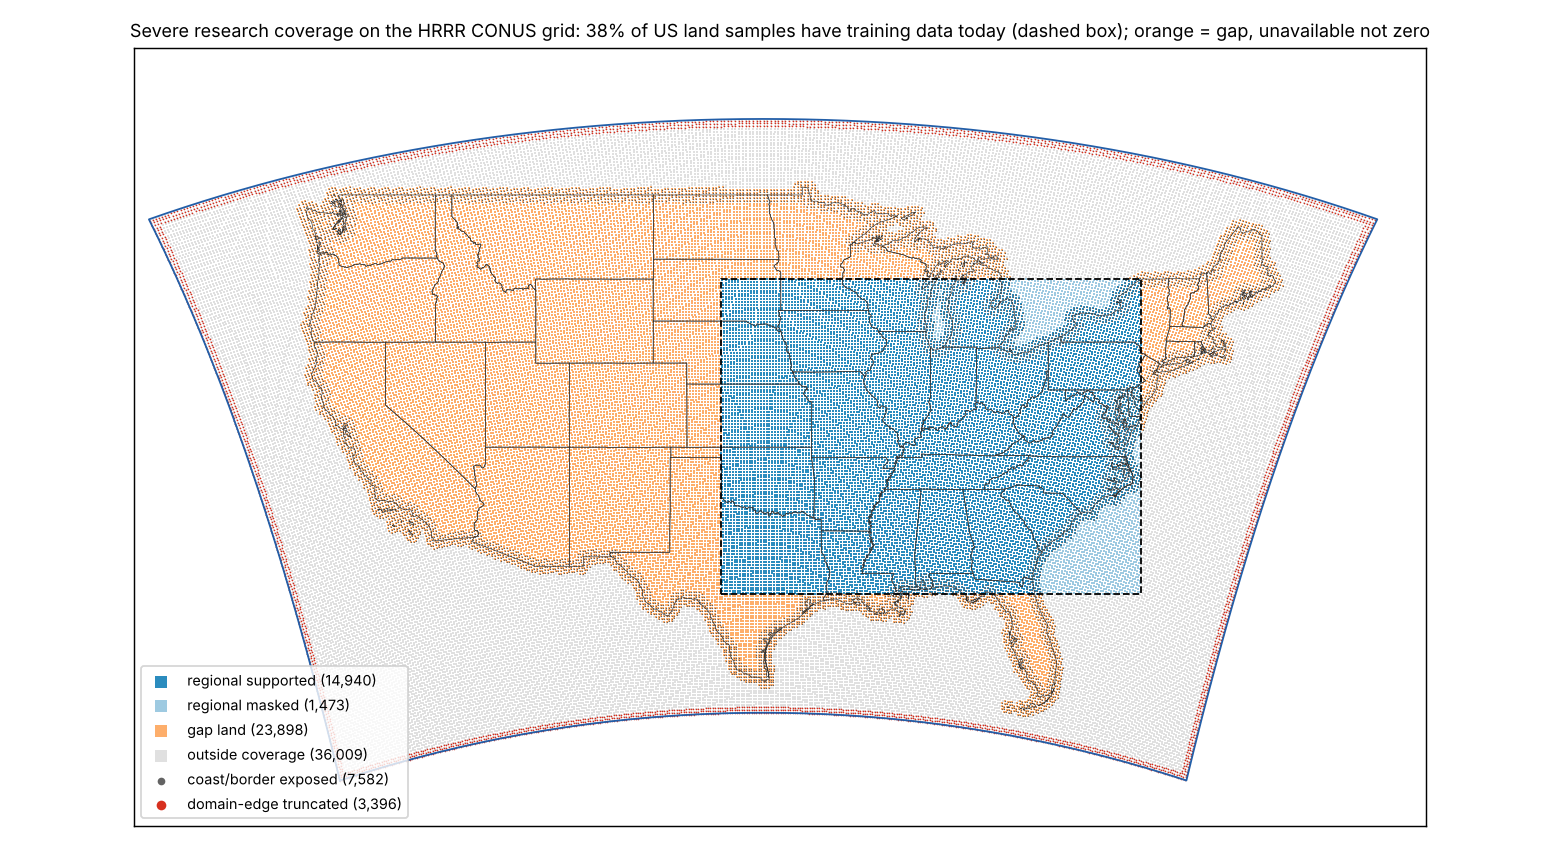 Severe research coverage on the HRRR CONUS grid: 38% of US land samples have training data today (dashed box); orange = gap, unavailable not zero
regional supported (14,940)
regional masked (1,473)
gap land (23,898)
outside coverage (36,009)
coast/border exposed (7,582)
domain-edge truncated (3,396)